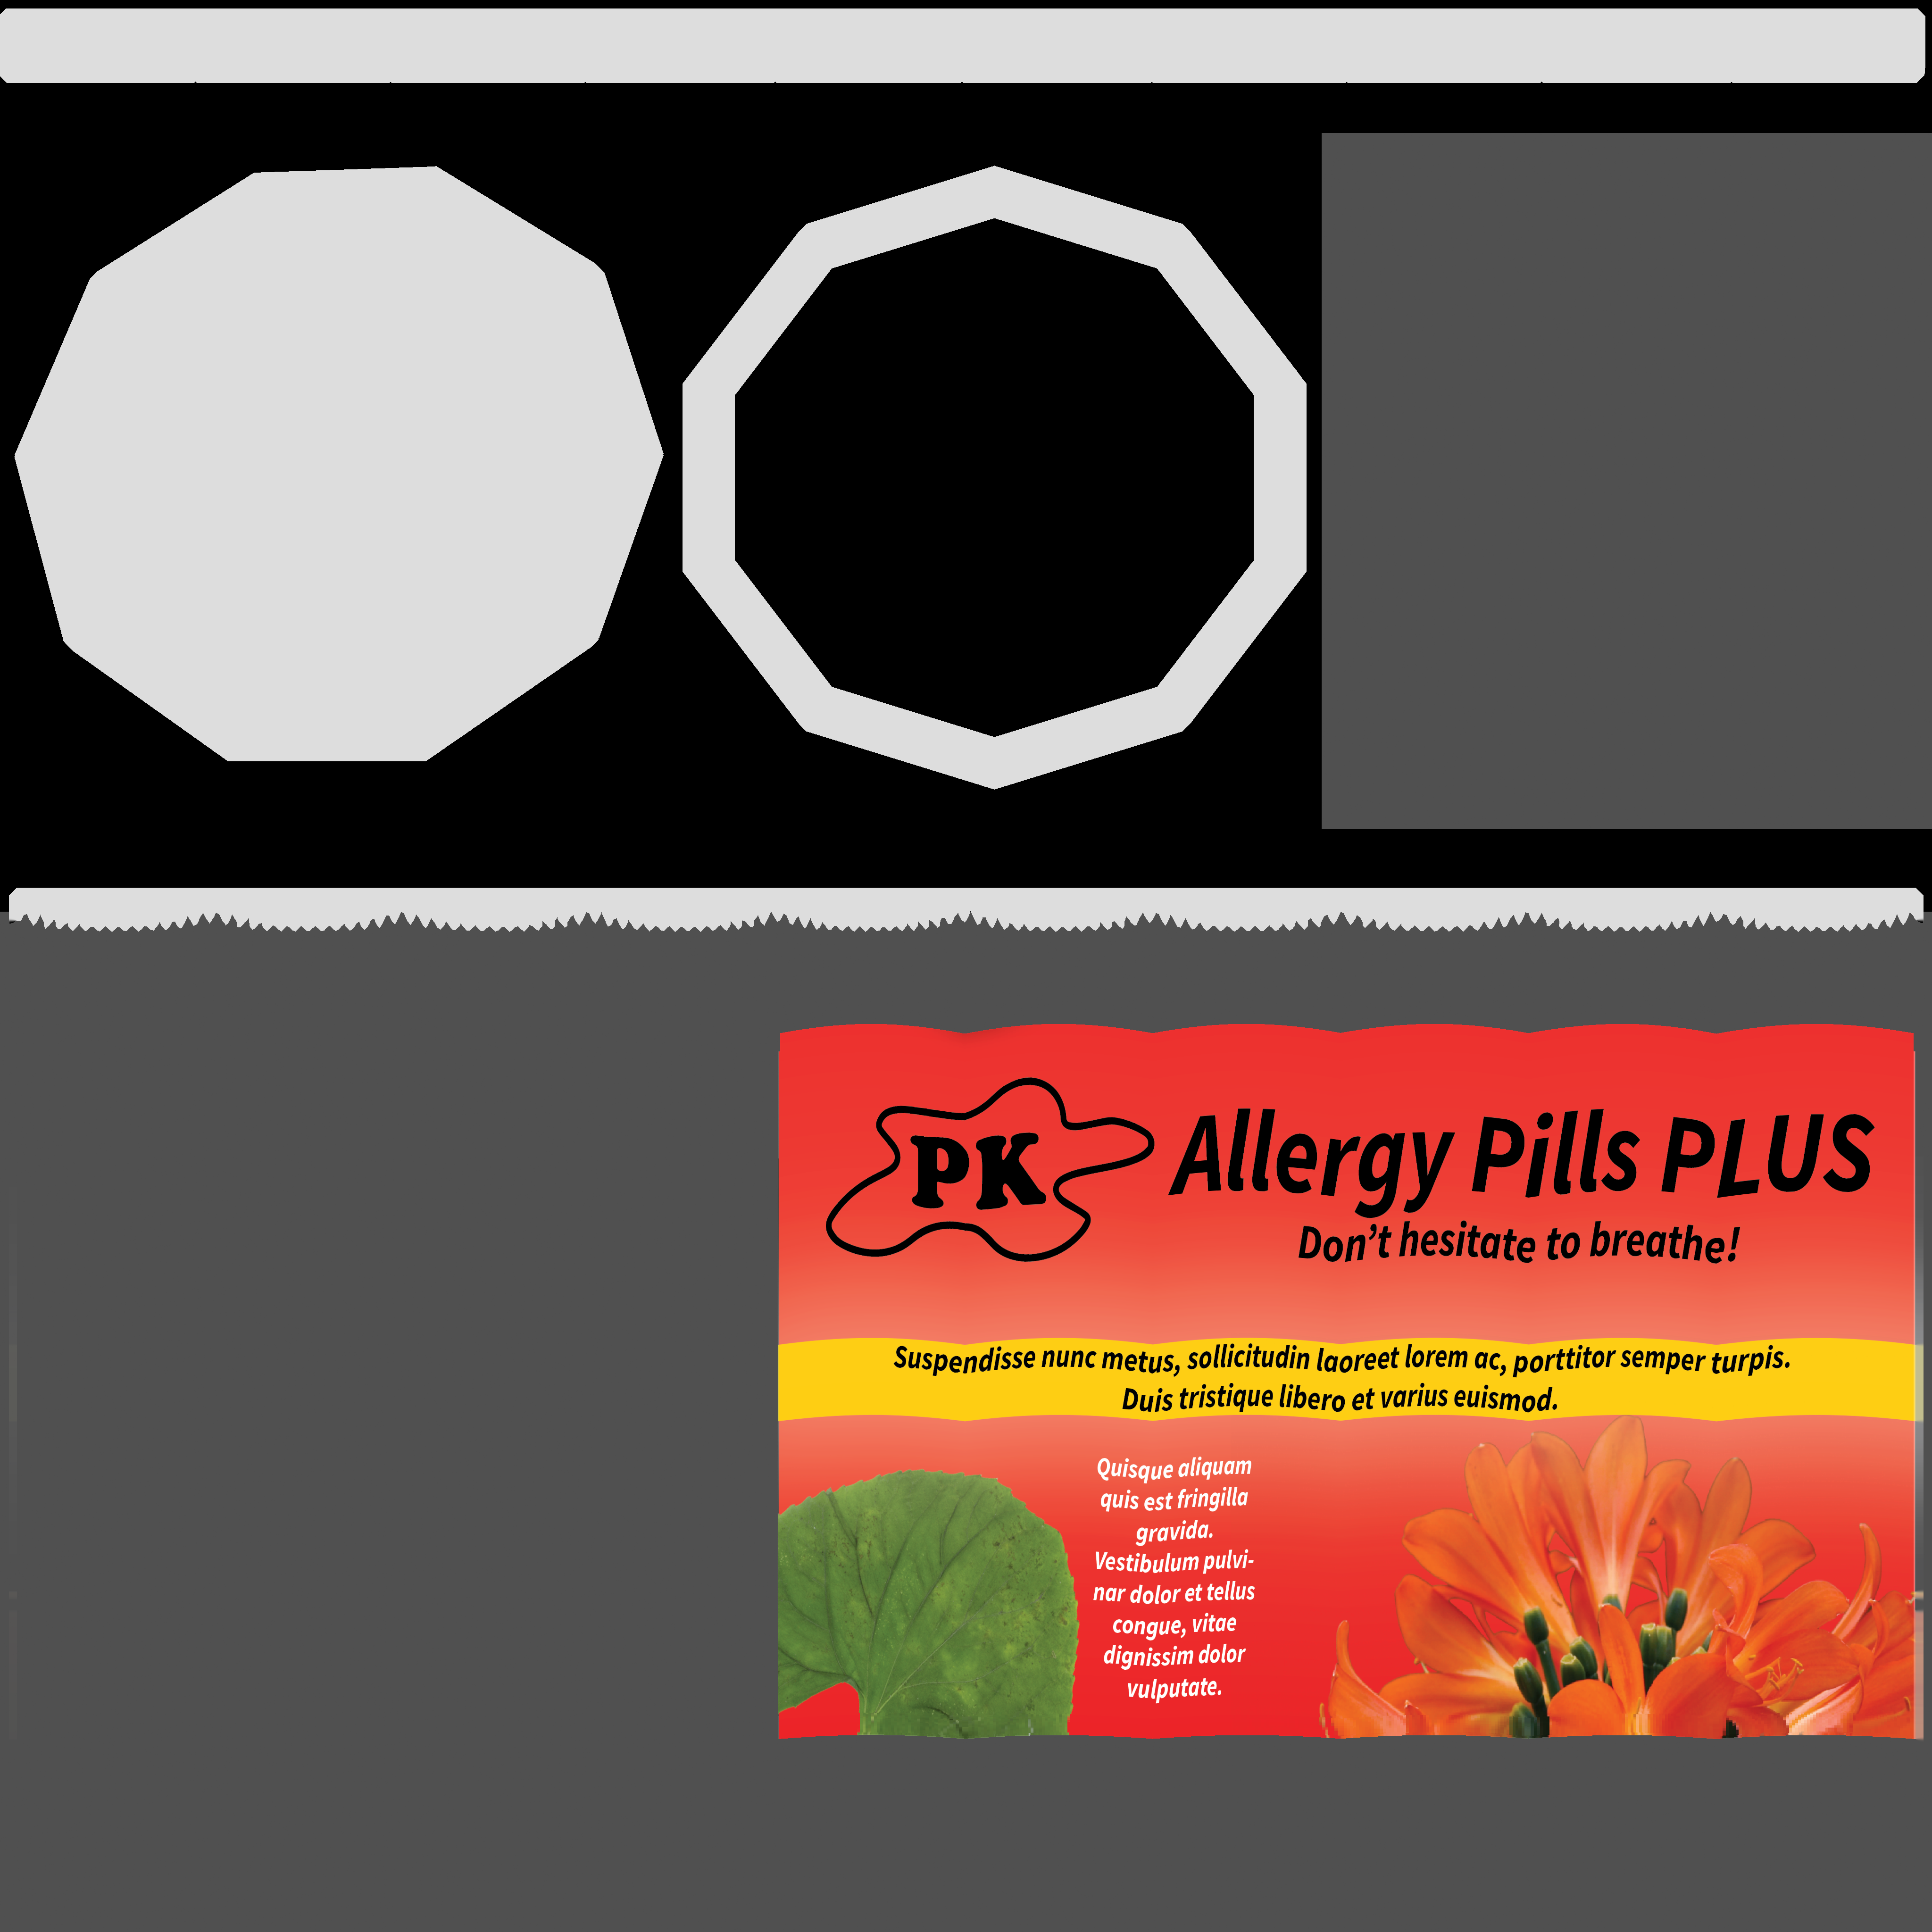 PK
Allergy Pills PLUS
Don't hesitate to breathe!
Suspendisse nunc metus, sollicitudin laoreet lorem ac, porttitor semper turpis.
Duis tristique libero et varius euismod.
Quisque aliquam
quis est fringilla
gravida.
Vestibulum pulvi-
nar dolor et tellus
congue, vitae
dignissim dolor
vulputate.